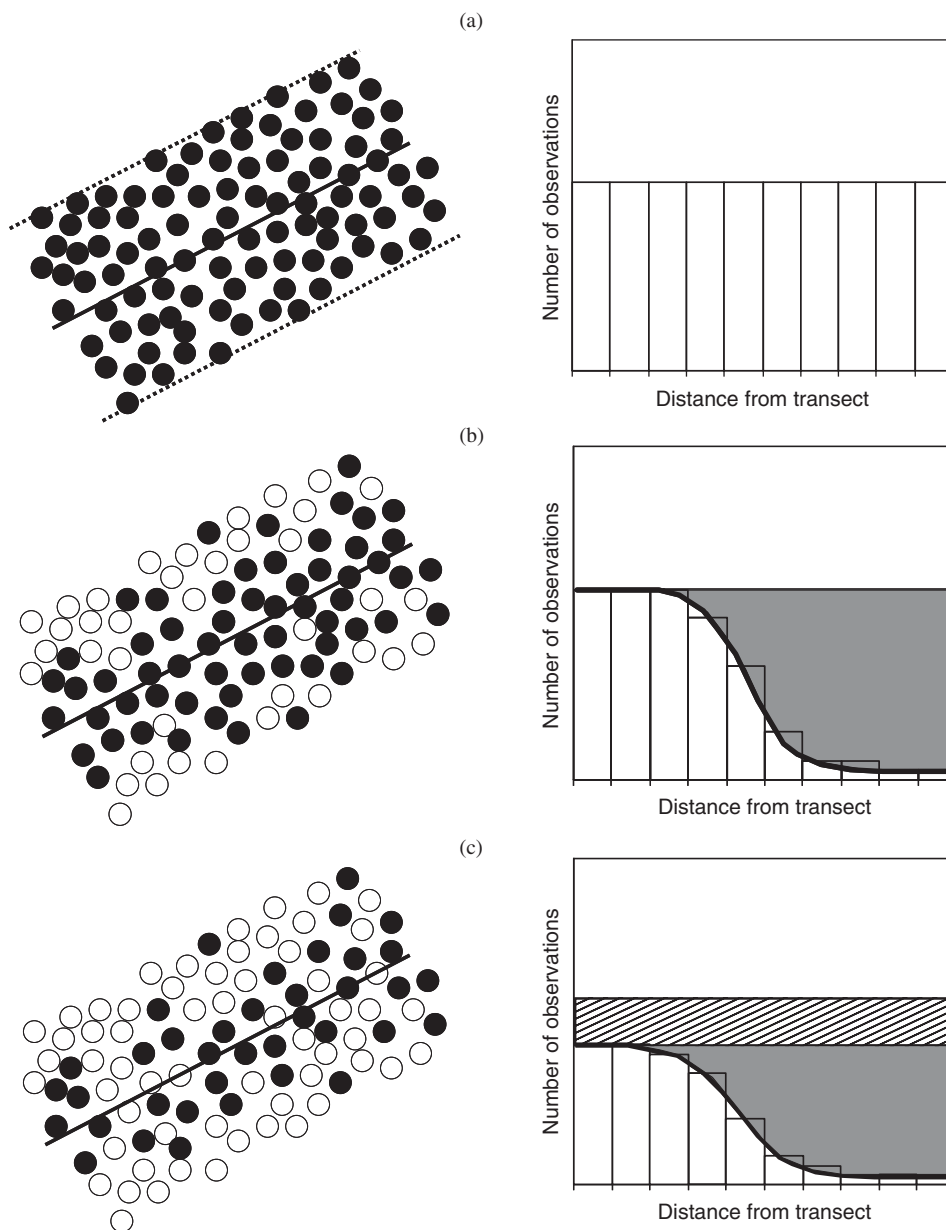 (a)
Number of observations
Distance from transect
(b)
Number of observations
Distance from transect
(c)
Number of observations
Distance from transect